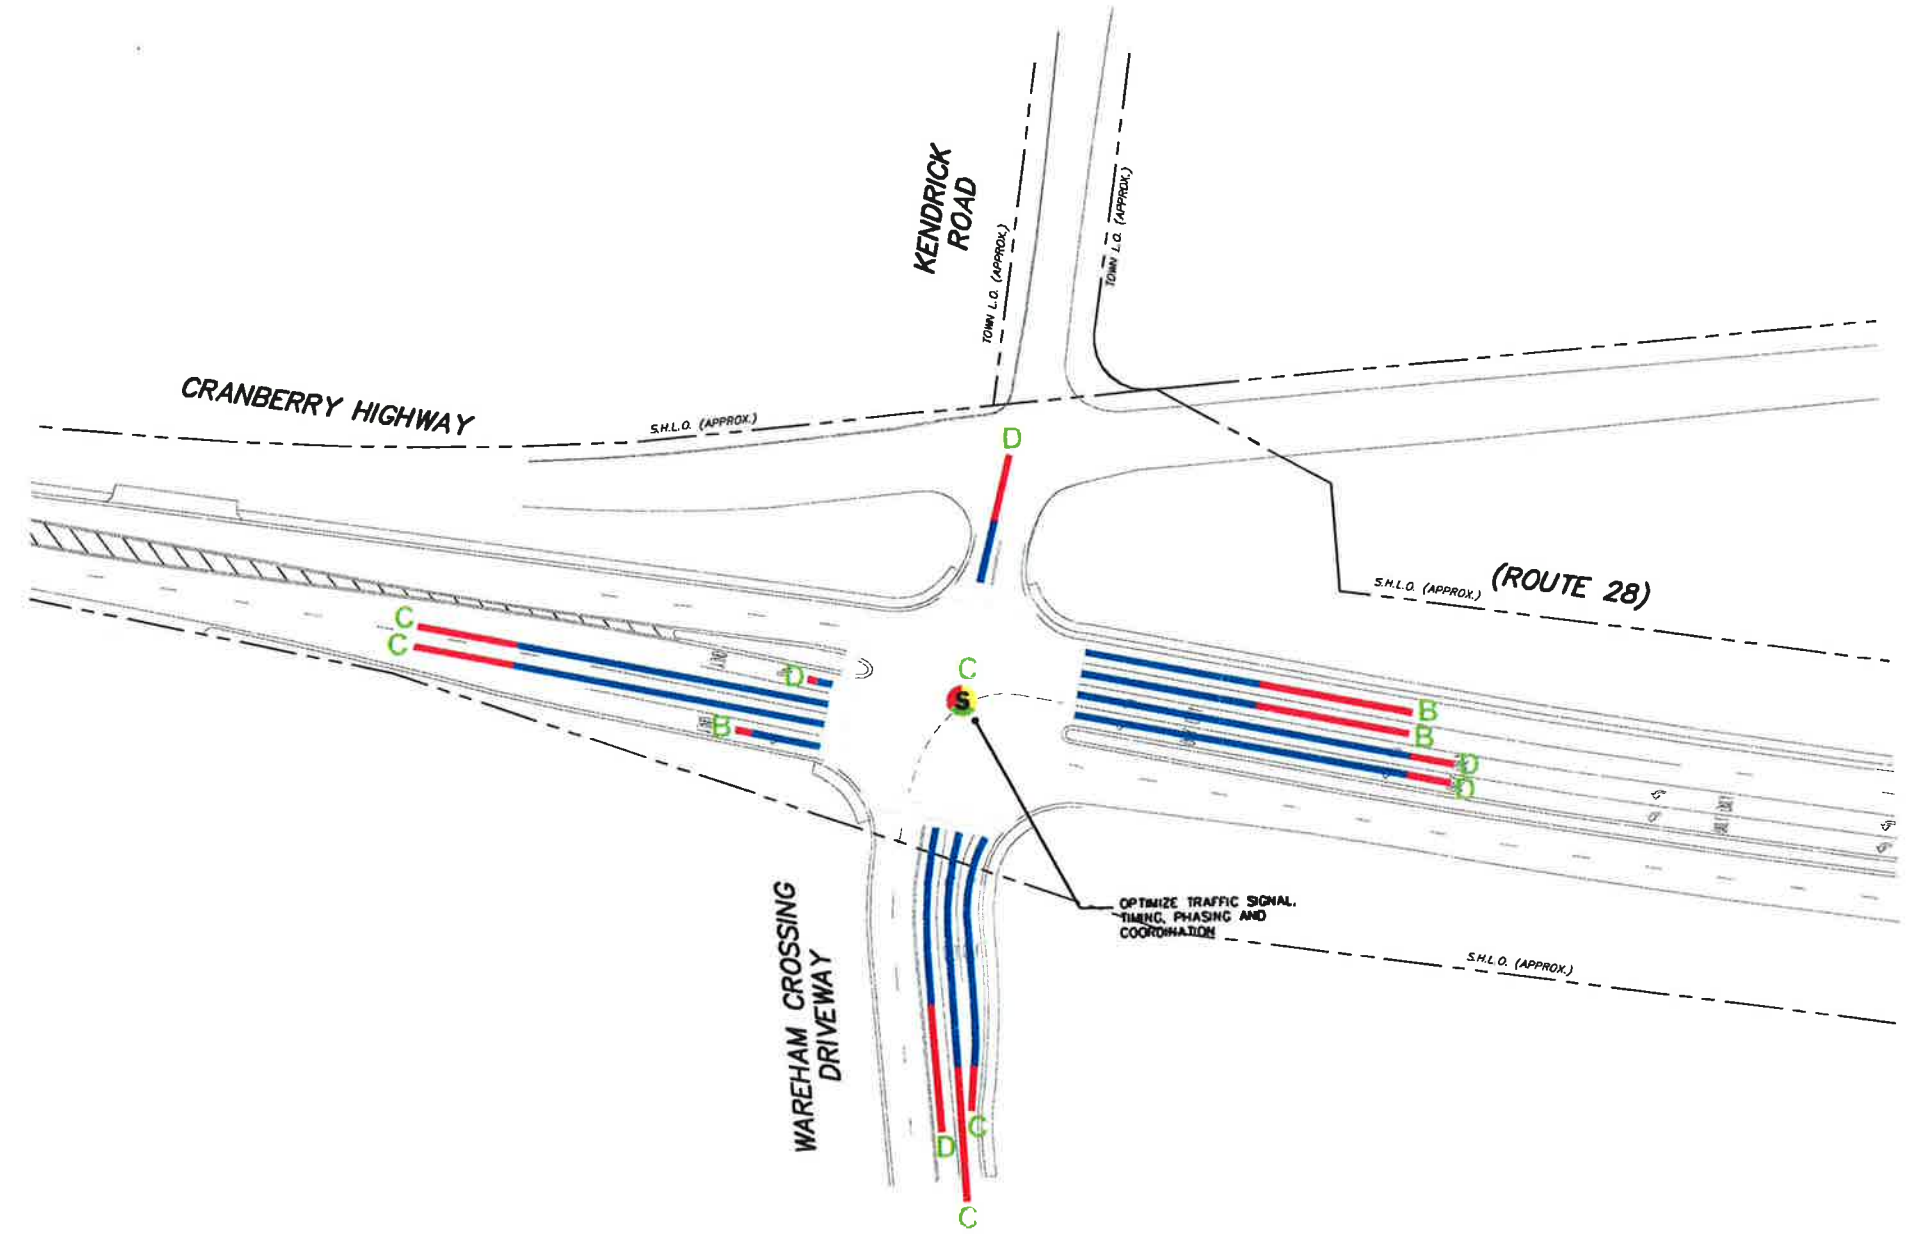 KENDRICK
ROAD
TOWN L.O. (APPROX.)
TOWN L.O. (APPROX.)
CRANBERRY HIGHWAY
S.H.L.O. (APPROX.)
D
(ROUTE 28)
S.H.L.O. (APPROX.)
C
C
D
B
C
S
B
B
D
D
OPTIMIZE TRAFFIC SIGNAL,
TIMING, PHASING AND
COORDINATION
S.H.L.O. (APPROX.)
WAREHAM CROSSING
DRIVEWAY
D
C
C